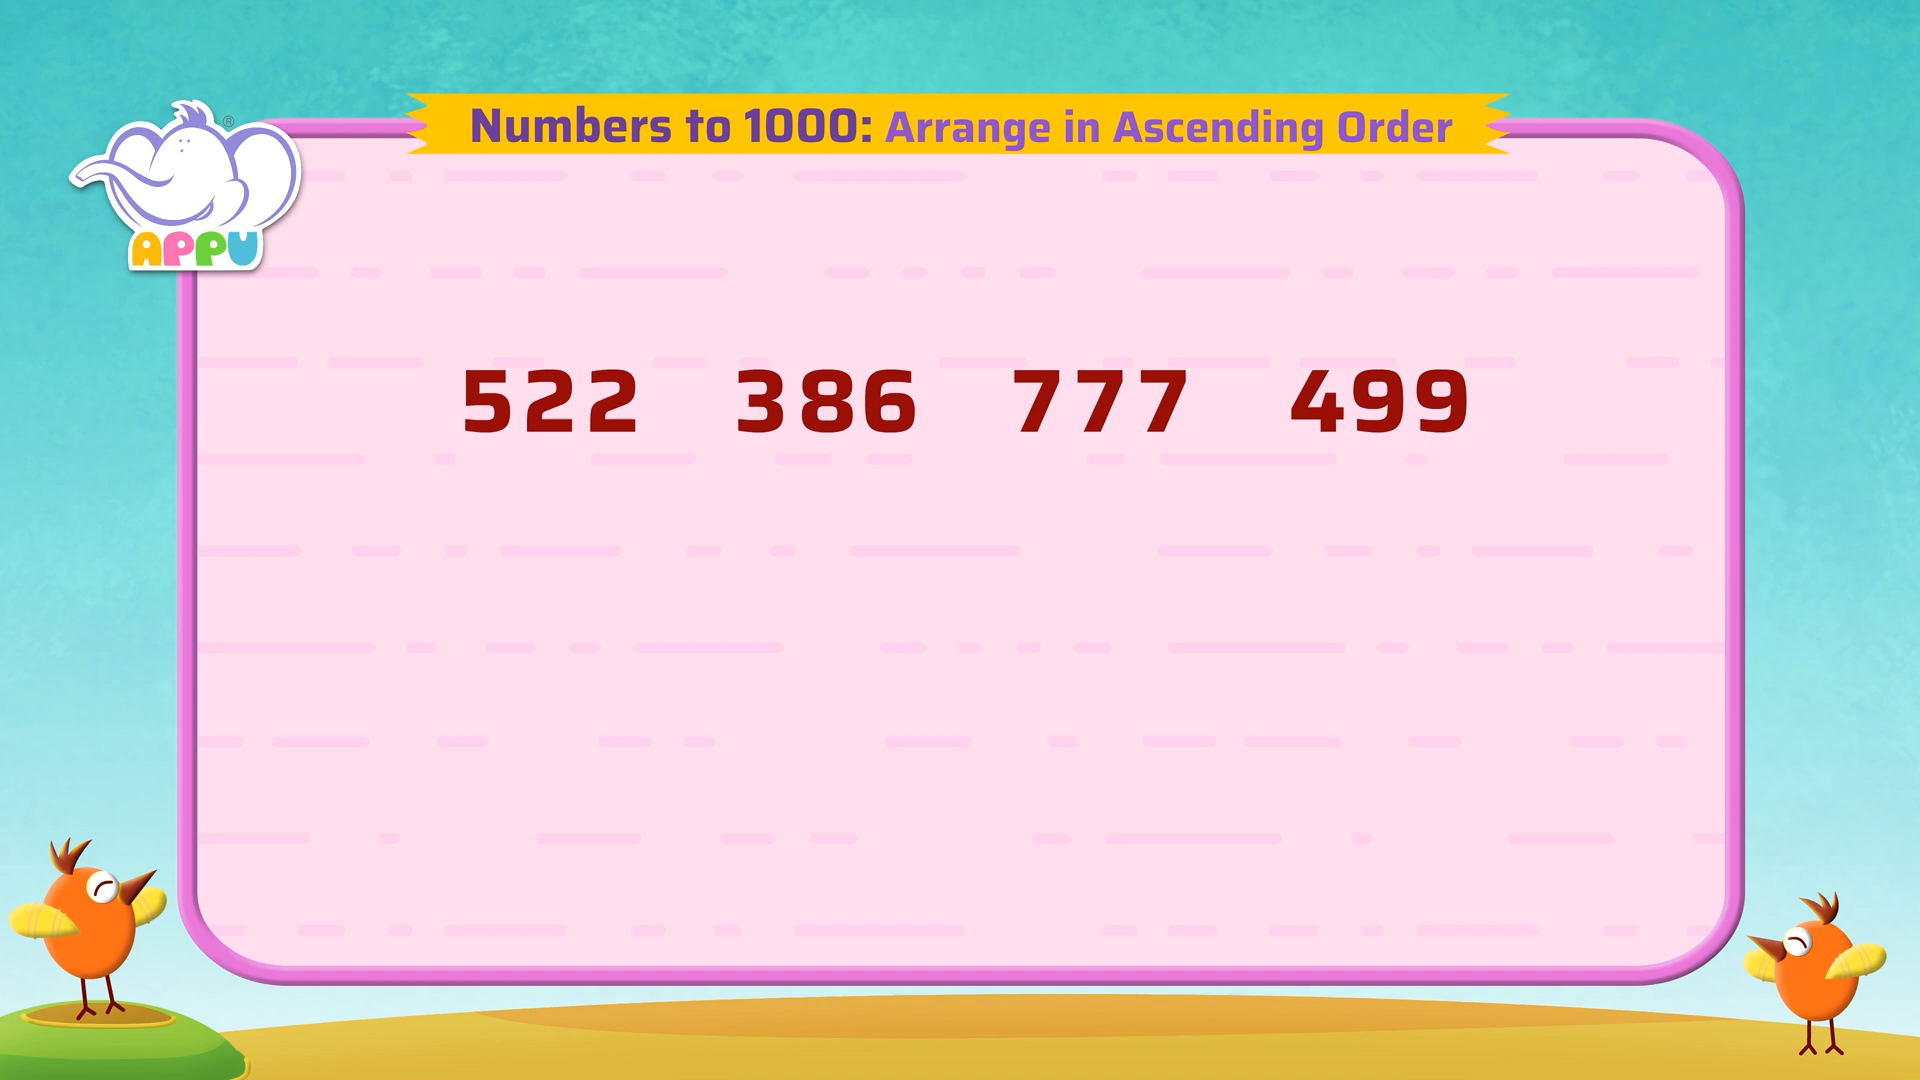 Numbers to 1000: Arrange in Ascending Order
®
APPU
522 386 777 499